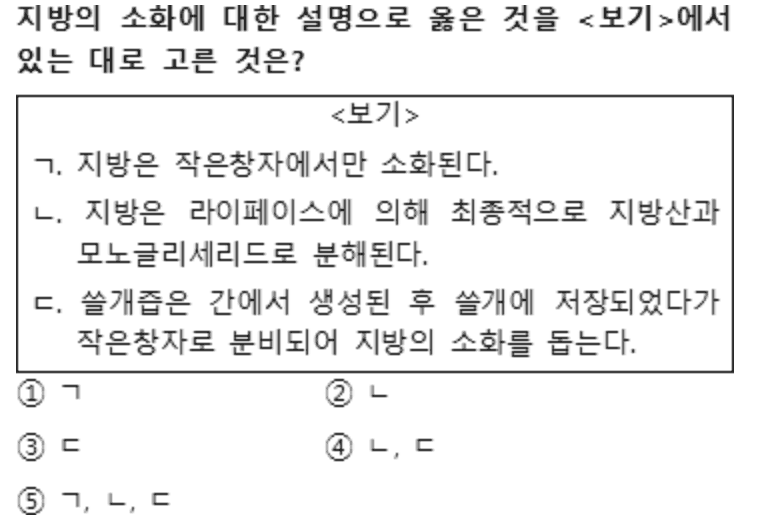 지방의 소화에 대한 설명으로 옳은 것을 <보기>에서
있는 대로 고른 것은?
<보기>
ㄱ. 지방은 작은창자에서만 소화된다.
ㄴ. 지방은 라이페이스에 의해 최종적으로 지방산과
모노글리세리드로 분해된다.
ㄷ. 쓸개즙은 간에서 생성된 후 쓸개에 저장되었다가
작은창자로 분비되어 지방의 소화를 돕는다.
① ㄱ ② ㄴ
③ ㄷ ④ ㄴ, ㄷ
⑤ ㄱ, ㄴ, ㄷ